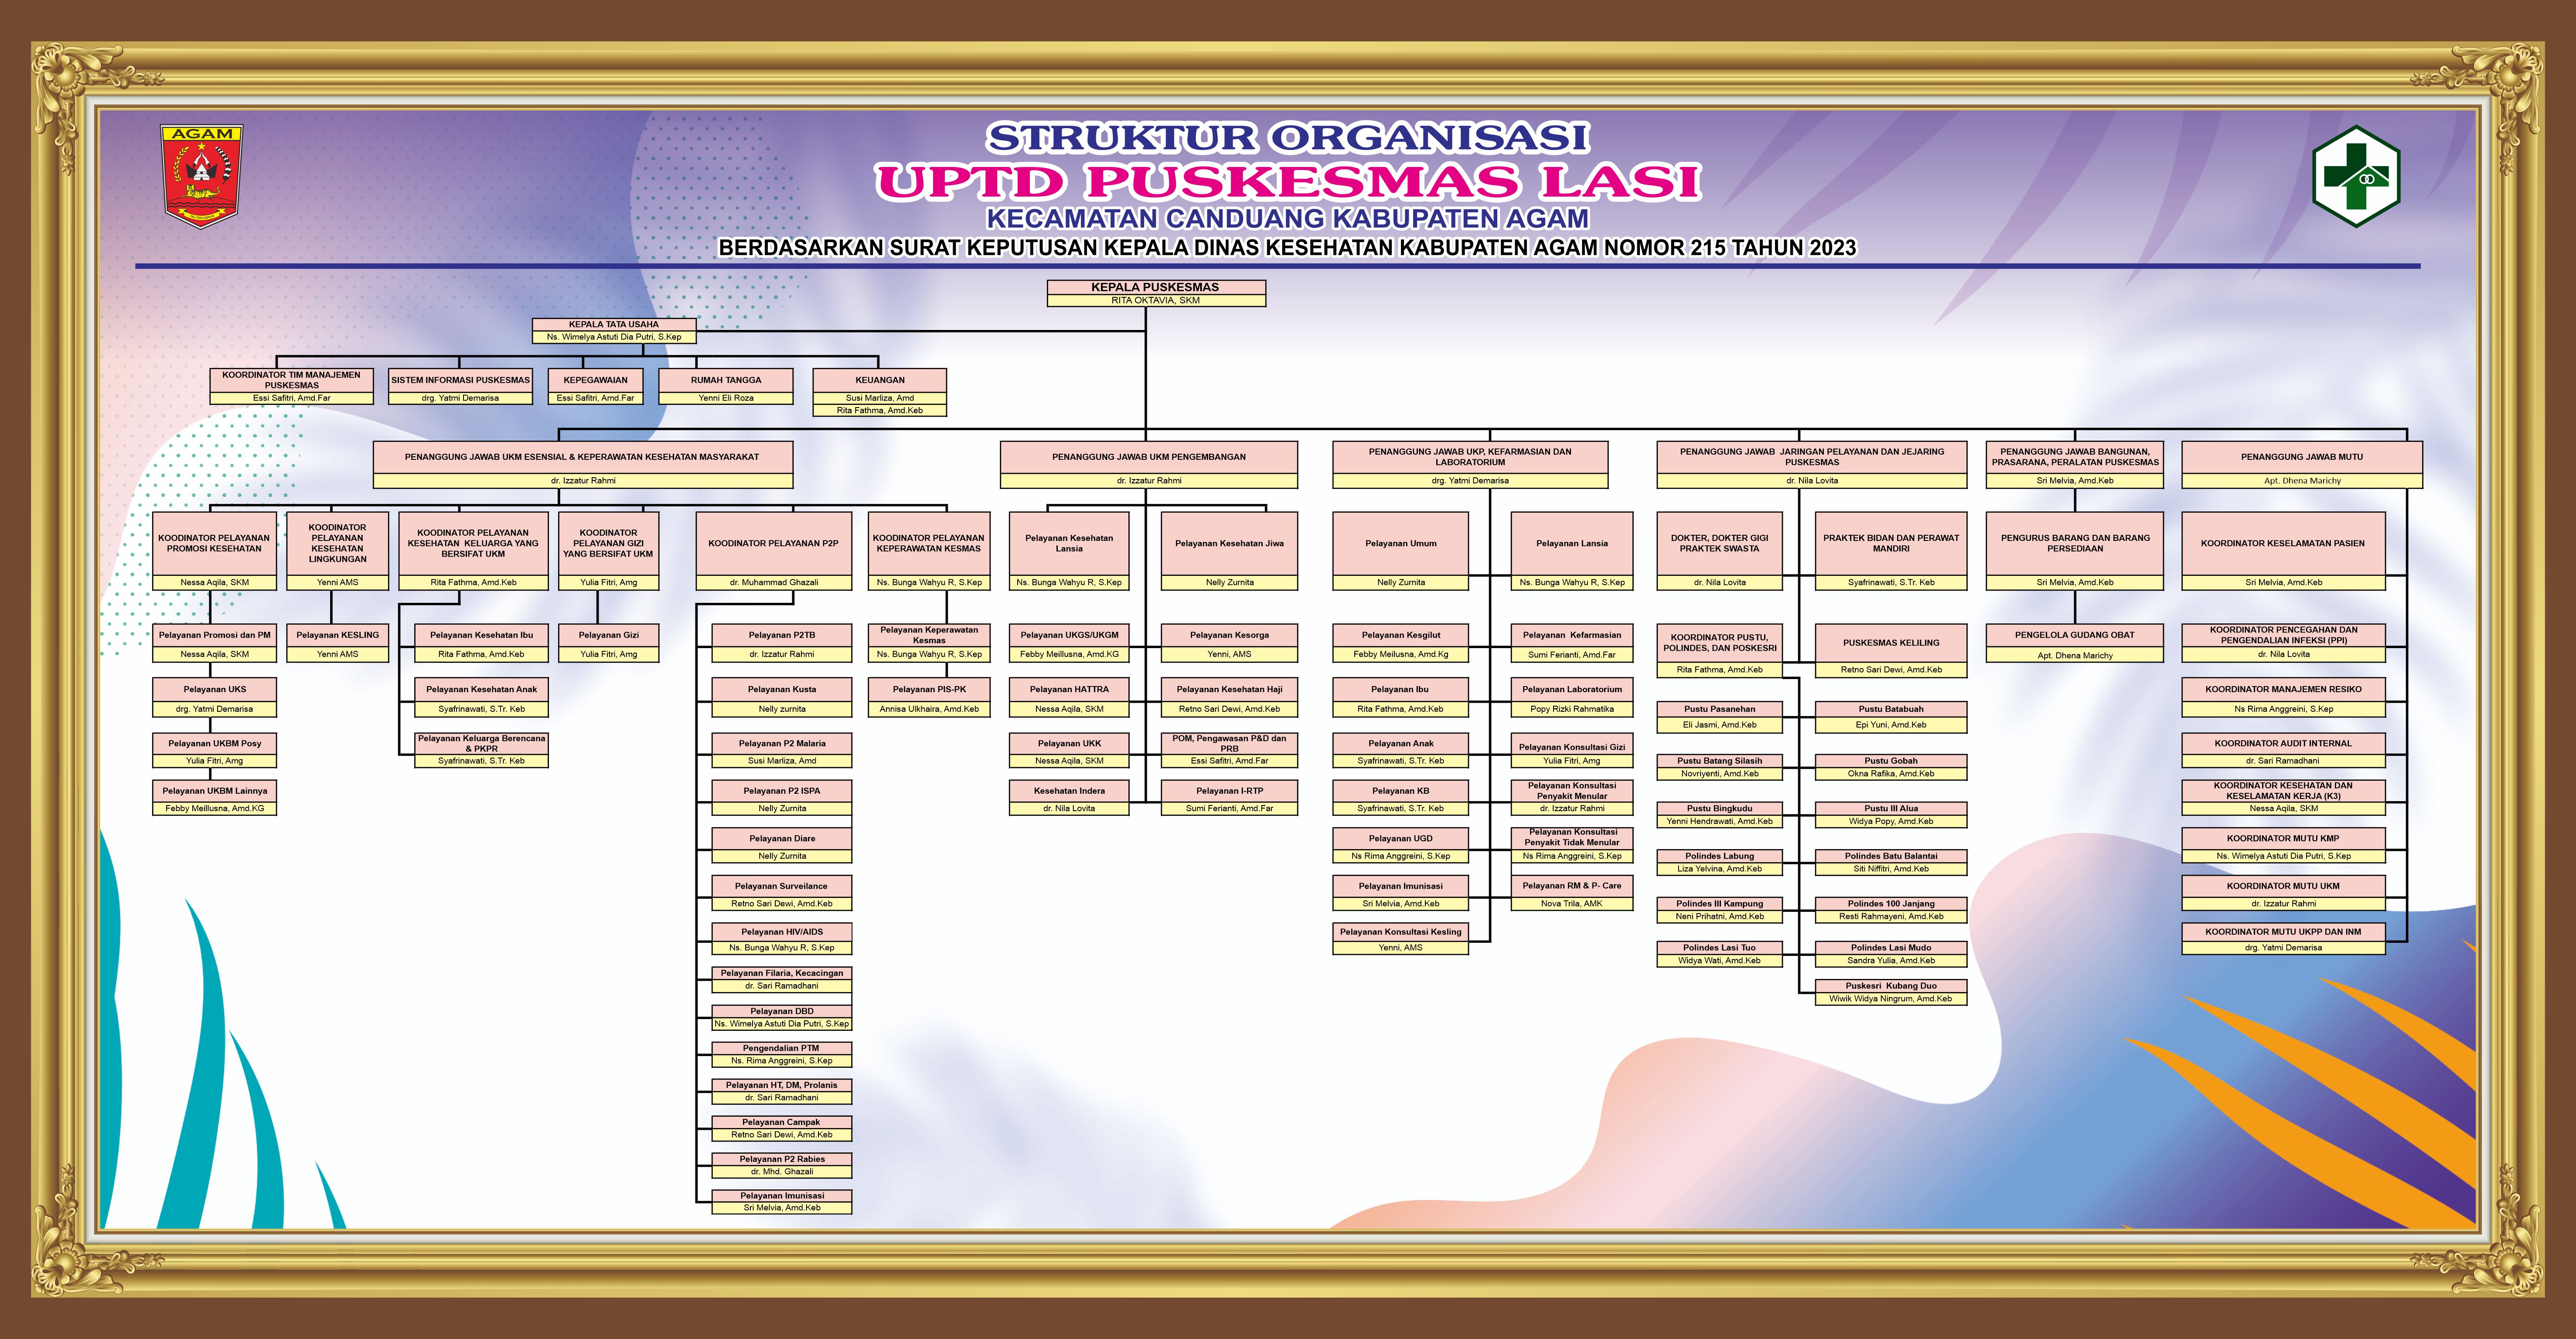 AGAM
STRUKTUR ORGANISASI
UPTD PUSKESMAS LASI
KECAMATAN CANDUANG KABUPATEN AGAM
BERDASARKAN SURAT KEPUTUSAN KEPALA DINAS KESEHATAN KABUPATEN AGAM NOMOR 215 TAHUN 2023
KEPALA PUSKESMAS
RITA OKTAVIA, SKM
KEPALA TATA USAHA
Ns. Wimelya Astuti Dia Putri, S.Kep
KOORDINATOR TIM MANAJEMEN
PUSKESMAS
Essi Safitri, Amd.Far
SISTEM INFORMASI PUSKESMAS
drg. Yatmi Demarisa
KEPEGAWAIAN
Essi Safitri, Amd.Far
RUMAH TANGGA
Yenni Eli Roza
KEUANGAN
Susi Marliza, Amd
Rita Fathma, Amd.Keb
PENANGGUNG JAWAB UKM ESENSIAL & KEPERAWATAN KESEHATAN MASYARAKAT
dr. Izzatur Rahmi
KOODINATOR PELAYANAN
PROMOSI KESEHATAN
Nessa Aqila, SKM
Pelayanan Promosi dan PM
Nessa Aqila, SKM
Pelayanan UKS
drg. Yatmi Demarisa
Pelayanan UKBM Posy
Yulia Fitri, Amg
Pelayanan UKBM Lainnya
Febby Meillusna, Amd.KG
KOODINATOR
PELAYANAN
KESEHATAN
LINGKUNGAN
Yenni AMS
Pelayanan KESLING
Yenni AMS
KOODINATOR PELAYANAN
KESEHATAN KELUARGA YANG
BERSIFAT UKM
Rita Fathma, Amd.Keb
Pelayanan Kesehatan Ibu
Rita Fathma, Amd.Keb
Pelayanan Kesehatan Anak
Syafrinawati, S.Tr. Keb
Pelayanan Keluarga Berencana
& PKPR
Syafrinawati, S.Tr. Keb
KOODINATOR
PELAYANAN GIZI
YANG BERSIFAT UKM
Yulia Fitri, Amg
Pelayanan Gizi
Yulia Fitri, Amg
KOODINATOR PELAYANAN P2P
dr. Muhammad Ghazali
Pelayanan P2TB
dr. Izzatur Rahmi
Pelayanan Kusta
Nelly zurnita
Pelayanan P2 Malaria
Susi Marliza, Amd
Pelayanan P2 ISPA
Nelly Zurnita
Pelayanan Diare
Nelly Zurnita
Pelayanan Surveilance
Retno Sari Dewi, Amd.Keb
Pelayanan HIV/AIDS
Ns. Bunga Wahyu R, S.Kep
Pelayanan Filaria, Kecacingan
dr. Sari Ramadhani
Pelayanan DBD
Ns. Wimelya Astuti Dia Putri, S.Kep
Pengendalian PTM
Ns. Rima Anggreini, S.Kep
Pelayanan HT, DM, Prolanis
dr. Sari Ramadhani
Pelayanan Campak
Retno Sari Dewi, Amd.Keb
Pelayanan P2 Rabies
dr. Mhd. Ghazali
Pelayanan Imunisasi
Sri Melvia, Amd.Keb
KOODINATOR PELAYANAN
KEPERAWATAN KESMAS
Ns. Bunga Wahyu R, S.Kep
Pelayanan Keperawatan
Kesmas
Ns. Bunga Wahyu R, S.Kep
Pelayanan PIS-PK
Annisa Ulkhaira, Amd.Keb
PENANGGUNG JAWAB UKM PENGEMBANGAN
dr. Izzatur Rahmi
Pelayanan Kesehatan
Lansia
Ns. Bunga Wahyu R, S.Kep
Pelayanan Kesehatan Jiwa
Nelly Zurnita
Pelayanan UKGS/UKGM
Febby Meillusna, Amd.KG
Pelayanan Kesorga
Yenni, AMS
Pelayanan HATTRA
Nessa Aqila, SKM
Pelayanan Kesehatan Haji
Retno Sari Dewi, Amd.Keb
Pelayanan UKK
Nessa Aqila, SKM
POM, Pengawasan P&D dan
PRB
Essi Safitri, Amd.Far
Kesehatan Indera
dr. Nila Lovita
Pelayanan I-RTP
Sumi Ferianti, Amd.Far
PENANGGUNG JAWAB UKP, KEFARMASIAN DAN
LABORATORIUM
drg. Yatmi Demarisa
Pelayanan Umum
Nelly Zurnita
Pelayanan Lansia
Ns. Bunga Wahyu R, S.Kep
Pelayanan Kesgilut
Febby Meilusna, Amd.Kg
Pelayanan Kefarmasian
Sumi Ferianti, Amd.Far
Pelayanan Ibu
Rita Fathma, Amd.Keb
Pelayanan Laboratorium
Popy Rizki Rahmatika
Pelayanan Anak
Syafrinawati, S.Tr. Keb
Pelayanan Konsultasi Gizi
Yulia Fitri, Amg
Pelayanan KB
Syafrinawati, S.Tr. Keb
Pelayanan Konsultasi
Penyakit Menular
dr. Izzatur Rahmi
Pelayanan UGD
Ns Rima Anggreini, S.Kep
Pelayanan Konsultasi
Penyakit Tidak Menular
Ns Rima Anggreini, S.Kep
Pelayanan Imunisasi
Sri Melvia, Amd.Keb
Pelayanan RM & P- Care
Nova Trila, AMK
Pelayanan Konsultasi Kesling
Yenni, AMS
PENANGGUNG JAWAB JARINGAN PELAYANAN DAN JEJARING
PUSKESMAS
dr. Nila Lovita
DOKTER, DOKTER GIGI
PRAKTEK SWASTA
dr. Nila Lovita
PRAKTEK BIDAN DAN PERAWAT
MANDIRI
Syafrinawati, S.Tr. Keb
KOORDINATOR PUSTU,
POLINDES, DAN POSKESRI
Rita Fathma, Amd.Keb
PUSKESMAS KELILING
Retno Sari Dewi, Amd.Keb
Pustu Pasanehan
Eli Jasmi, Amd.Keb
Pustu Batabuah
Epi Yuni, Amd.Keb
Pustu Batang Silasih
Novriyenti, Amd.Keb
Pustu Gobah
Okna Rafika, Amd.Keb
Pustu Bingkudu
Yenni Hendrawati, Amd.Keb
Pustu III Alua
Widya Popy, Amd.Keb
Polindes Labung
Liza Yelvina, Amd.Keb
Polindes Batu Balantai
Siti Niffitri, Amd.Keb
Polindes III Kampung
Neni Prihatni, Amd.Keb
Polindes 100 Janjang
Resti Rahmayeni, Amd.Keb
Polindes Lasi Tuo
Widya Wati, Amd.Keb
Polindes Lasi Mudo
Sandra Yulia, Amd.Keb
Puskesri Kubang Duo
Wiwik Widya Ningrum, Amd.Keb
PENANGGUNG JAWAB BANGUNAN,
PRASARANA, PERALATAN PUSKESMAS
Sri Melvia, Amd.Keb
PENGURUS BARANG DAN BARANG
PERSEDIAAN
Sri Melvia, Amd.Keb
PENGELOLA GUDANG OBAT
Apt. Dhena Marichy
PENANGGUNG JAWAB MUTU
Apt. Dhena Marichy
KOORDINATOR KESELAMATAN PASIEN
Sri Melvia, Amd.Keb
KOORDINATOR PENCEGAHAN DAN
PENGENDALIAN INFEKSI (PPI)
dr. Nila Lovita
KOORDINATOR MANAJEMEN RESIKO
Ns Rima Anggreini, S.Kep
KOORDINATOR AUDIT INTERNAL
dr. Sari Ramadhani
KOORDINATOR KESEHATAN DAN
KESELAMATAN KERJA (K3)
Nessa Aqila, SKM
KOORDINATOR MUTU KMP
Ns. Wimelya Astuti Dia Putri, S.Kep
KOORDINATOR MUTU UKM
dr. Izzatur Rahmi
KOORDINATOR MUTU UKPP DAN INM
drg. Yatmi Demarisa